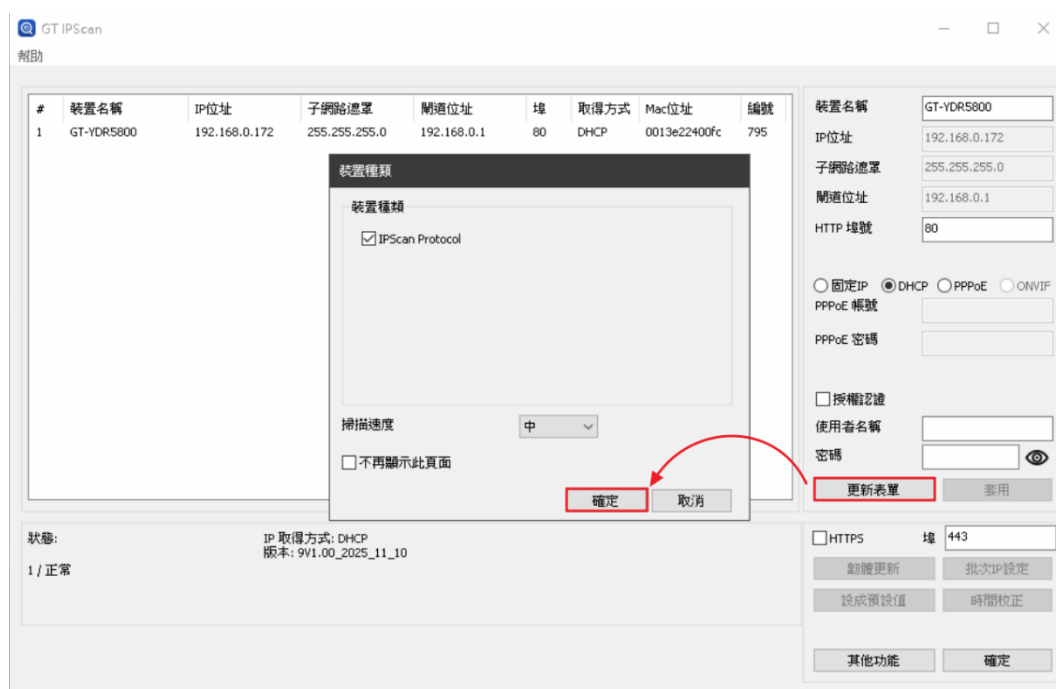 GT IPScan
幫助
# 裝置名稱 IP位址 子網路遮罩 閘道位址 埠 取得方式 Mac位址 編號
1 GT-YDR5800 192.168.0.172 255.255.255.0 192.168.0.1 80 DHCP 0013e22400fc 795
裝置種類
裝置種類
IPScan Protocol
掃描速度 中
不再顯示此頁面
確定 取消
裝置名稱 GT-YDR5800
IP位址 192.168.0.172
子網路遮罩 255.255.255.0
閘道位址 192.168.0.1
HTTP 埠號 80
固定IP DHCP PPPoE ONVIF
PPPoE 帳號
PPPoE 密碼
授權認證
使用者名稱
密碼
更新表單 套用
狀態:
1 / 正常
IP 取得方式: DHCP
版本: 9V1.00_2025_11_10
HTTPS 埠 443
韌體更新 批次IP設定
設成預設值 時間校正
其他功能 確定